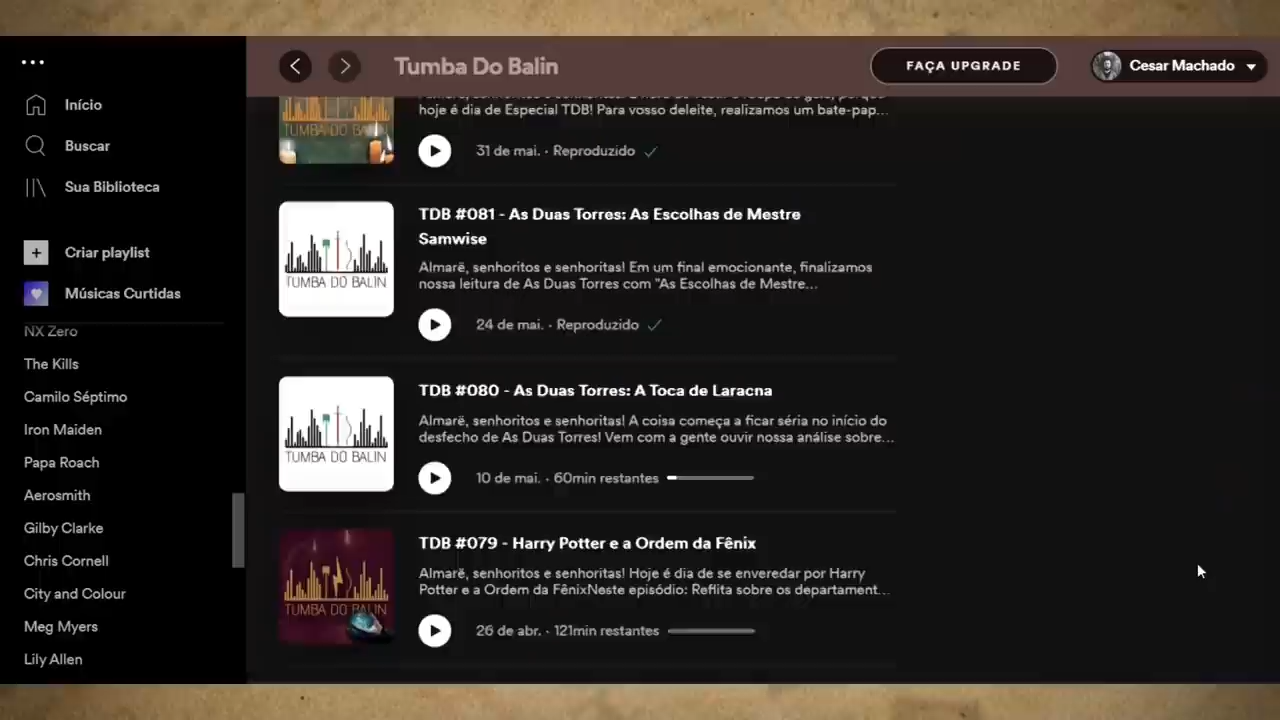 Tumba Do Balin
FAÇA UPGRADE
Cesar Machado
Início
Buscar
Sua Biblioteca
Criar playlist
Músicas Curtidas
NX Zero
The Kills
Camilo Séptimo
Iron Maiden
Papa Roach
Aerosmith
Gilby Clarke
Chris Cornell
City and Colour
Meg Myers
Lily Allen
TUMBA DO BALIN
hoje é dia de Especial TDB! Para vosso deleite, realizamos um bate-pap...
31 de mai. · Reproduzido
TUMBA DO BALIN
TDB #081 - As Duas Torres: As Escolhas de Mestre
Samwise
Almarë, senhoritos e senhoritas! Em um final emocionante, finalizamos
nossa leitura de As Duas Torres com "As Escolhas de Mestre...
24 de mai. · Reproduzido
TUMBA DO BALIN
TDB #080 - As Duas Torres: A Toca de Laracna
Almarë, senhoritos e senhoritas! A coisa começa a ficar séria no início do
desfecho de As Duas Torres! Vem com a gente ouvir nossa análise sobre...
10 de mai. · 60min restantes
TUMBA DO BALIN
TDB #079 - Harry Potter e a Ordem da Fênix
Almarë, senhoritos e senhoritas! Hoje é dia de se enveredar por Harry
Potter e a Ordem da FênixNeste episódio: Reflita sobre os departament...
26 de abr. · 121min restantes